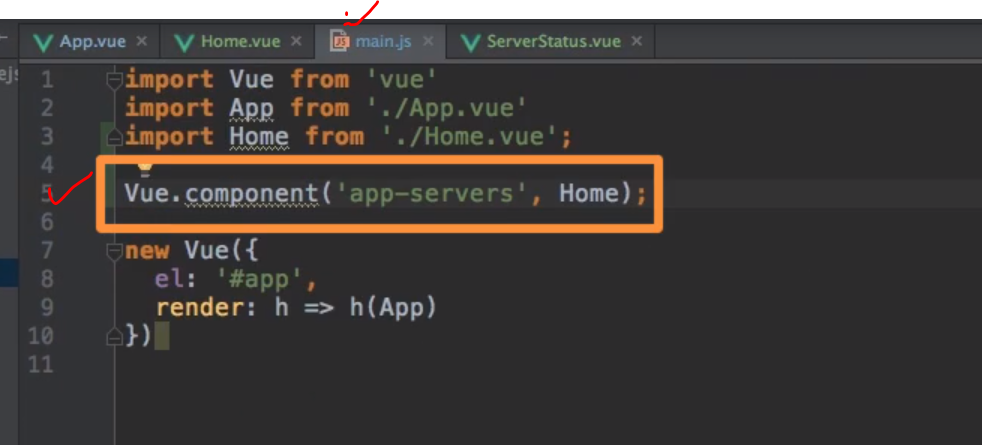 App.vue × Home.vue × main.js × ServerStatus.vue ×
ejs
1 import Vue from 'vue'
2 import App from './App.vue'
3 import Home from './Home.vue';
4
5 Vue.component('app-servers', Home);
6
7 new Vue({
8 el: '#app',
9 render: h => h(App)
10 })
11